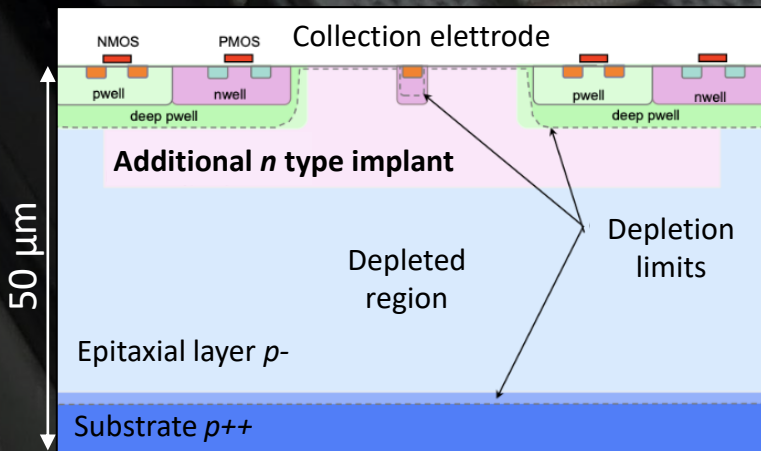 NMOS
PMOS
Collection elettrode
pwell
nwell
pwell
nwell
deep pwell
deep pwell
Additional n type implant
Depletion
limits
Depleted
region
50 µm
Epitaxial layer p-
Substrate p++